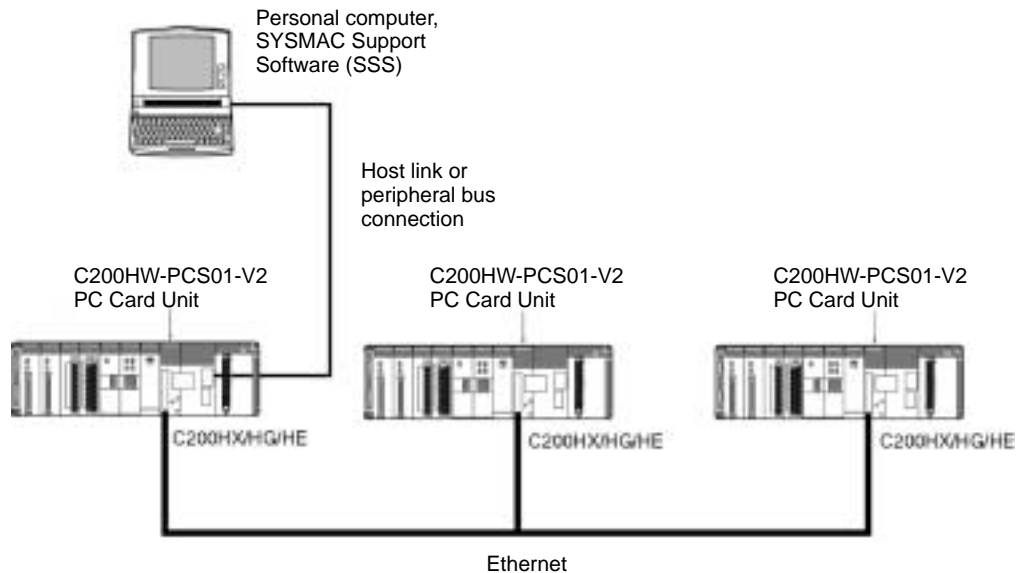 Personal computer,
SYSMAC Support
Software (SSS)
Host link or
peripheral bus
connection
C200HW-PCS01-V2
PC Card Unit
C200HW-PCS01-V2
PC Card Unit
C200HW-PCS01-V2
PC Card Unit
C200HX/HG/HE
C200HX/HG/HE
C200HX/HG/HE
Ethernet